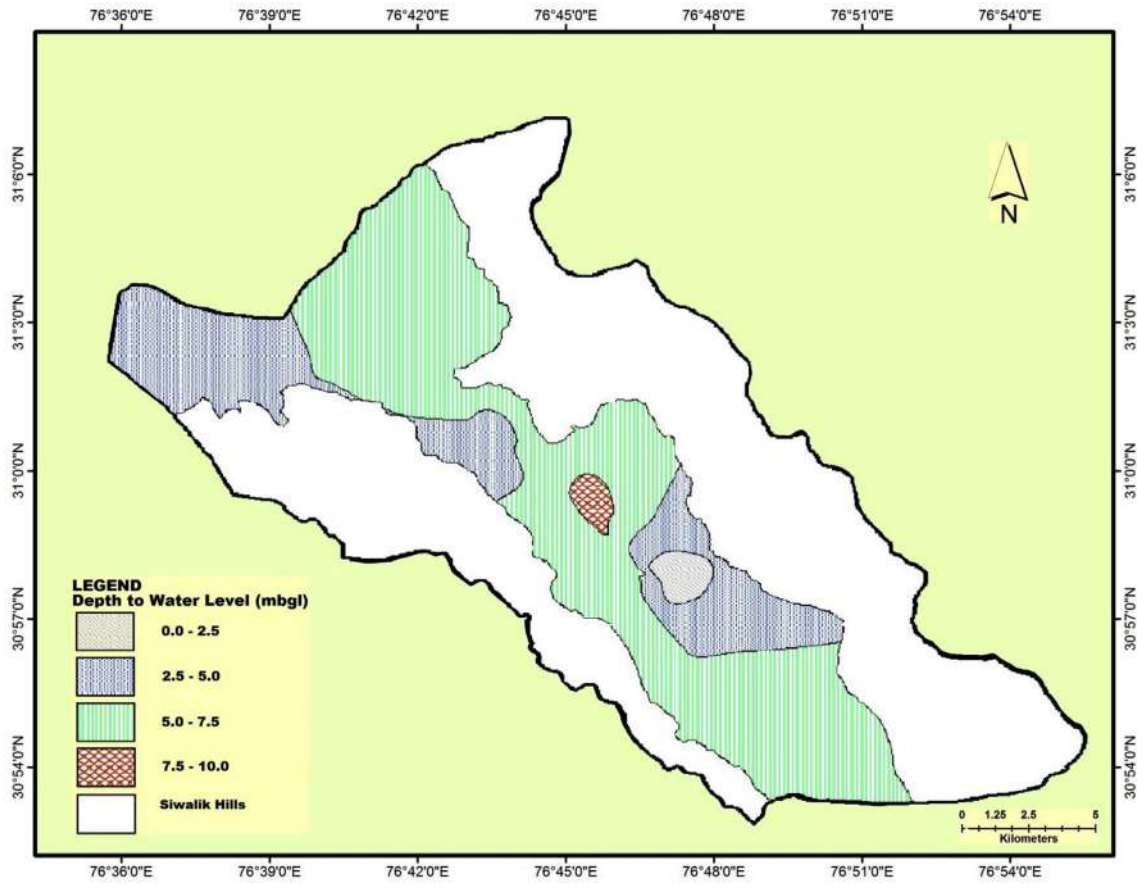 76°36'0"E 76°39'0"E 76°42'0"E 76°45'0"E 76°48'0"E 76°51'0"E 76°54'0"E
31°6'0"N 31°6'0"N
N
31°3'0"N 31°3'0"N
31°0'0"N 31°0'0"N
LEGEND
Depth to Water Level (mbgl)
0.0 - 2.5
30°57'0"N 30°57'0"N
2.5 - 5.0
5.0 - 7.5
7.5 - 10.0
30°54'0"N 30°54'0"N
Siwalik Hills
0 1.25 2.5 5
Kilometers
76°36'0"E 76°39'0"E 76°42'0"E 76°45'0"E 76°48'0"E 76°51'0"E 76°54'0"E